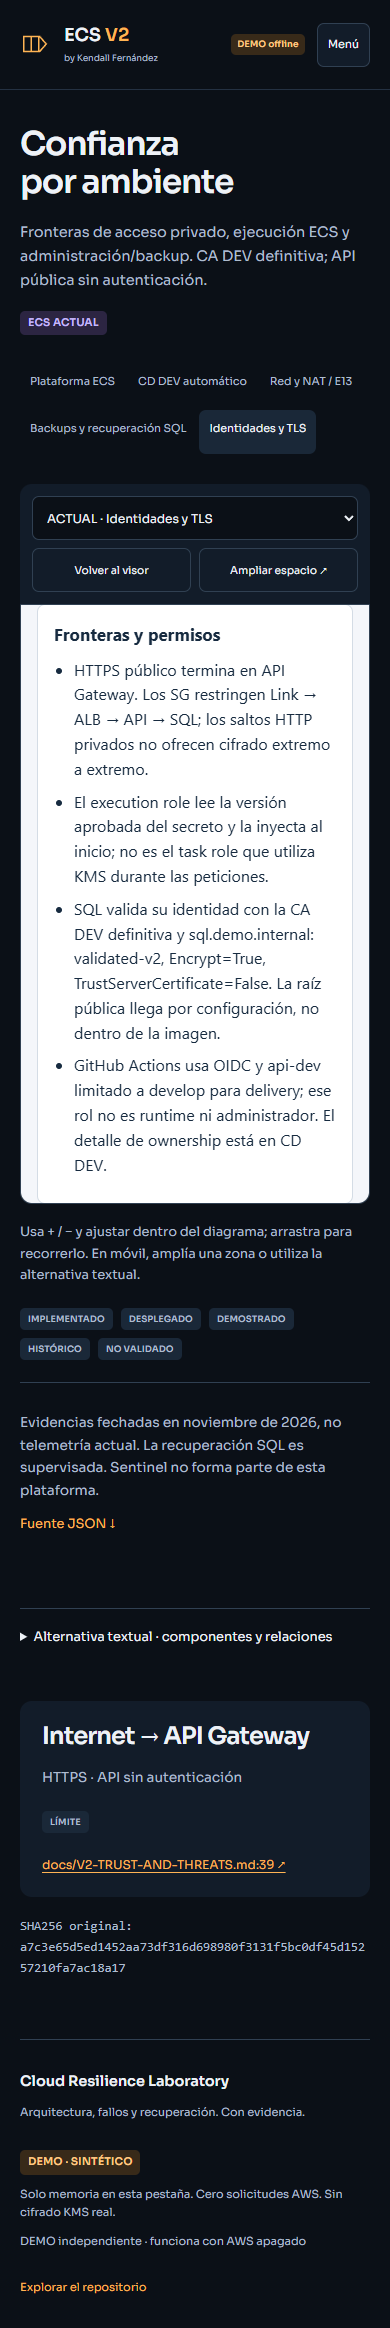 ECS V2
by Kendall Fernández
DEMO offline
Menú
Confianza
por ambiente
Fronteras de acceso privado, ejecución ECS y
administración/backup. CA DEV definitiva; API
pública sin autenticación.
ECS ACTUAL
Plataforma ECS
CD DEV automático
Red y NAT / E13
Backups y recuperación SQL
Identidades y TLS
ACTUAL · Identidades y TLS
Volver al visor
Ampliar espacio ↗
Fronteras y permisos
• HTTPS público termina en API
Gateway. Los SG restringen Link →
ALB → API → SQL; los saltos HTTP
privados no ofrecen cifrado extremo
a extremo.
• El execution role lee la versión
aprobada del secreto y la inyecta al
inicio; no es el task role que utiliza
KMS durante las peticiones.
• SQL valida su identidad con la CA
DEV definitiva y sql.demo.internal:
validated-v2, Encrypt=True,
TrustServerCertificate=False. La raíz
pública llega por configuración, no
dentro de la imagen.
• GitHub Actions usa OIDC y api-dev
limitado a develop para delivery; ese
rol no es runtime ni administrador. El
detalle de ownership está en CD
DEV.
Usa + / − y ajustar dentro del diagrama; arrastra para
recorrerlo. En móvil, amplía una zona o utiliza la
alternativa textual.
IMPLEMENTADO
DESPLEGADO
DEMOSTRADO
HISTÓRICO
NO VALIDADO
Evidencias fechadas en noviembre de 2026, no
telemetría actual. La recuperación SQL es
supervisada. Sentinel no forma parte de esta
plataforma.
Fuente JSON ↓
▶ Alternativa textual · componentes y relaciones
Internet → API Gateway
HTTPS · API sin autenticación
LÍMITE
docs/V2-TRUST-AND-THREATS.md:39 ↗
SHA256 original:
a7c3e65d5ed1452aa73df316d698980f3131f5bc0df45d152
57210fa7ac18a17
Cloud Resilience Laboratory
Arquitectura, fallos y recuperación. Con evidencia.
DEMO · SINTÉTICO
Solo memoria en esta pestaña. Cero solicitudes AWS. Sin
cifrado KMS real.
DEMO independiente · funciona con AWS apagado
Explorar el repositorio